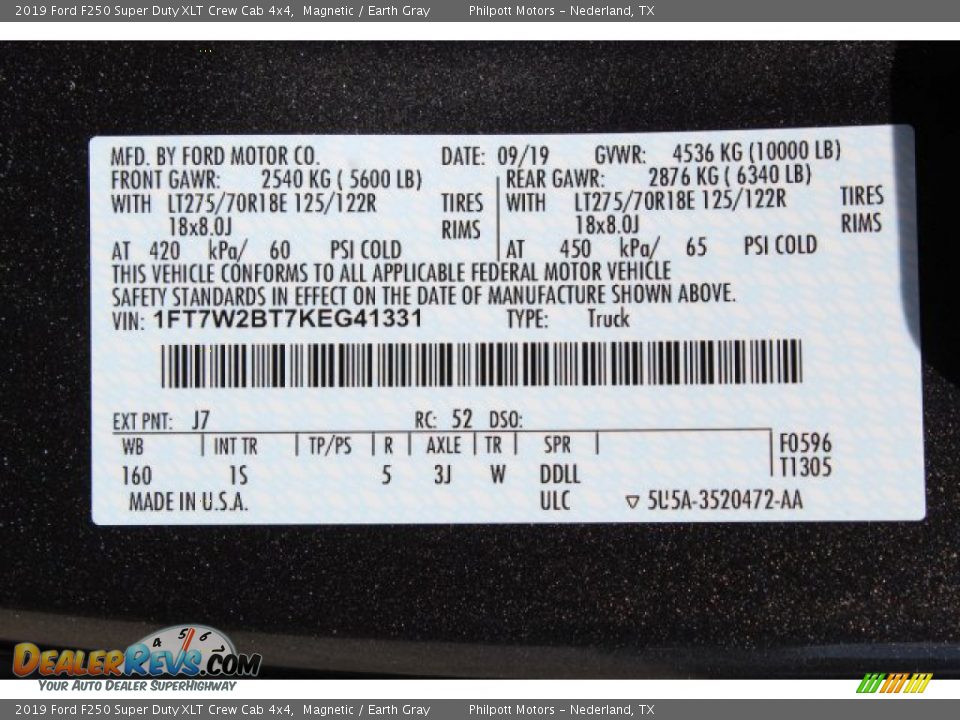 2019 Ford F250 Super Duty XLT Crew Cab 4x4, Magnetic / Earth Gray Philpott Motors - Nederland, TX
MFD. BY FORD MOTOR CO. DATE: 09/19 GVWR: 4536 KG (10000 LB)
FRONT GAWR: 2540 KG ( 5600 LB) REAR GAWR: 2876 KG ( 6340 LB)
WITH LT275/70R18E 125/122R TIRES WITH LT275/70R18E 125/122R TIRES
18x8.0J RIMS 18x8.0J RIMS
AT 420 kPa/ 60 PSI COLD AT 450 kPa/ 65 PSI COLD
THIS VEHICLE CONFORMS TO ALL APPLICABLE FEDERAL MOTOR VEHICLE
SAFETY STANDARDS IN EFFECT ON THE DATE OF MANUFACTURE SHOWN ABOVE.
VIN: 1FT7W2BT7KEG41331 TYPE: Truck
EXT PNT: J7 RC: 52 DSO:
WB INT TR TP/PS R AXLE TR SPR F0596
160 1S 5 3J W DDLL T1305
MADE IN U.S.A. ULC ▽ 5U5A-3520472-AA
4 5 6
DealerRevs.com
Your Auto Dealer SuperHighway
2019 Ford F250 Super Duty XLT Crew Cab 4x4, Magnetic / Earth Gray Philpott Motors - Nederland, TX